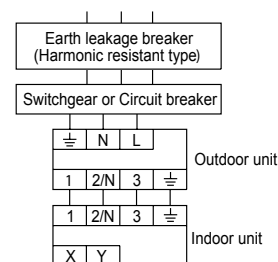 Earth leakage breaker
(Harmonic resistant type)
Switchgear or Circuit breaker
⏚ N L
Outdoor unit
1 2/N 3 ⏚
1 2/N 3 ⏚
Indoor unit
X Y